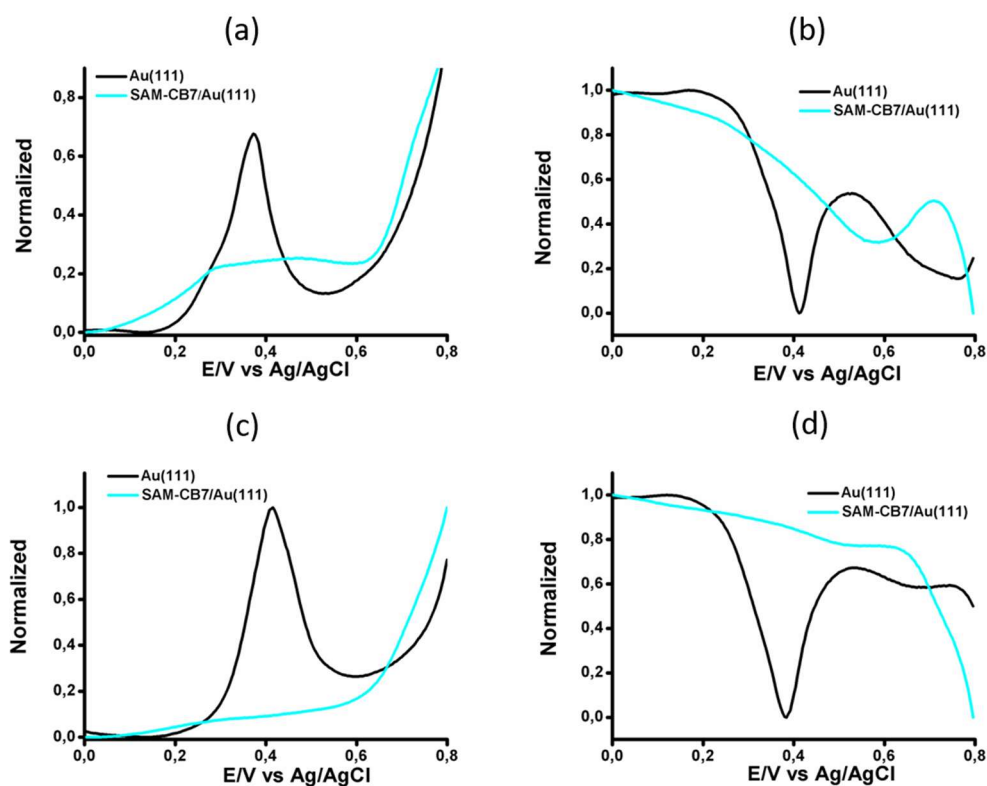 (a)
Au(111)
SAM-CB7/Au(111)
Normalized
0,8
0,6
0,4
0,2
0,0
0,0 0,2 0,4 0,6 0,8
E/V vs Ag/AgCl
(b)
Au(111)
SAM-CB7/Au(111)
Normalized
1,0
0,8
0,6
0,4
0,2
0,0
0,0 0,2 0,4 0,6 0,8
E/V vs Ag/AgCl
(c)
Au(111)
SAM-CB7/Au(111)
Normalized
1,0
0,8
0,6
0,4
0,2
0,0
0,0 0,2 0,4 0,6 0,8
E/V vs Ag/AgCl
(d)
Au(111)
SAM-CB7/Au(111)
Normalized
1,0
0,8
0,6
0,4
0,2
0,0
0,0 0,2 0,4 0,6 0,8
E/V vs Ag/AgCl